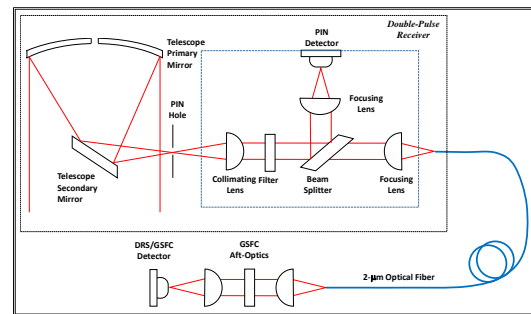 Double-Pulse
Receiver
Telescope
Primary
Mirror
PIN
Detector
PIN
Hole
Focusing
Lens
Telescope
Secondary
Mirror
Collimating
Lens
Filter
Beam
Splitter
Focusing
Lens
DRS/GSFC
Detector
GSFC
Aft-Optics
2-μm Optical Fiber